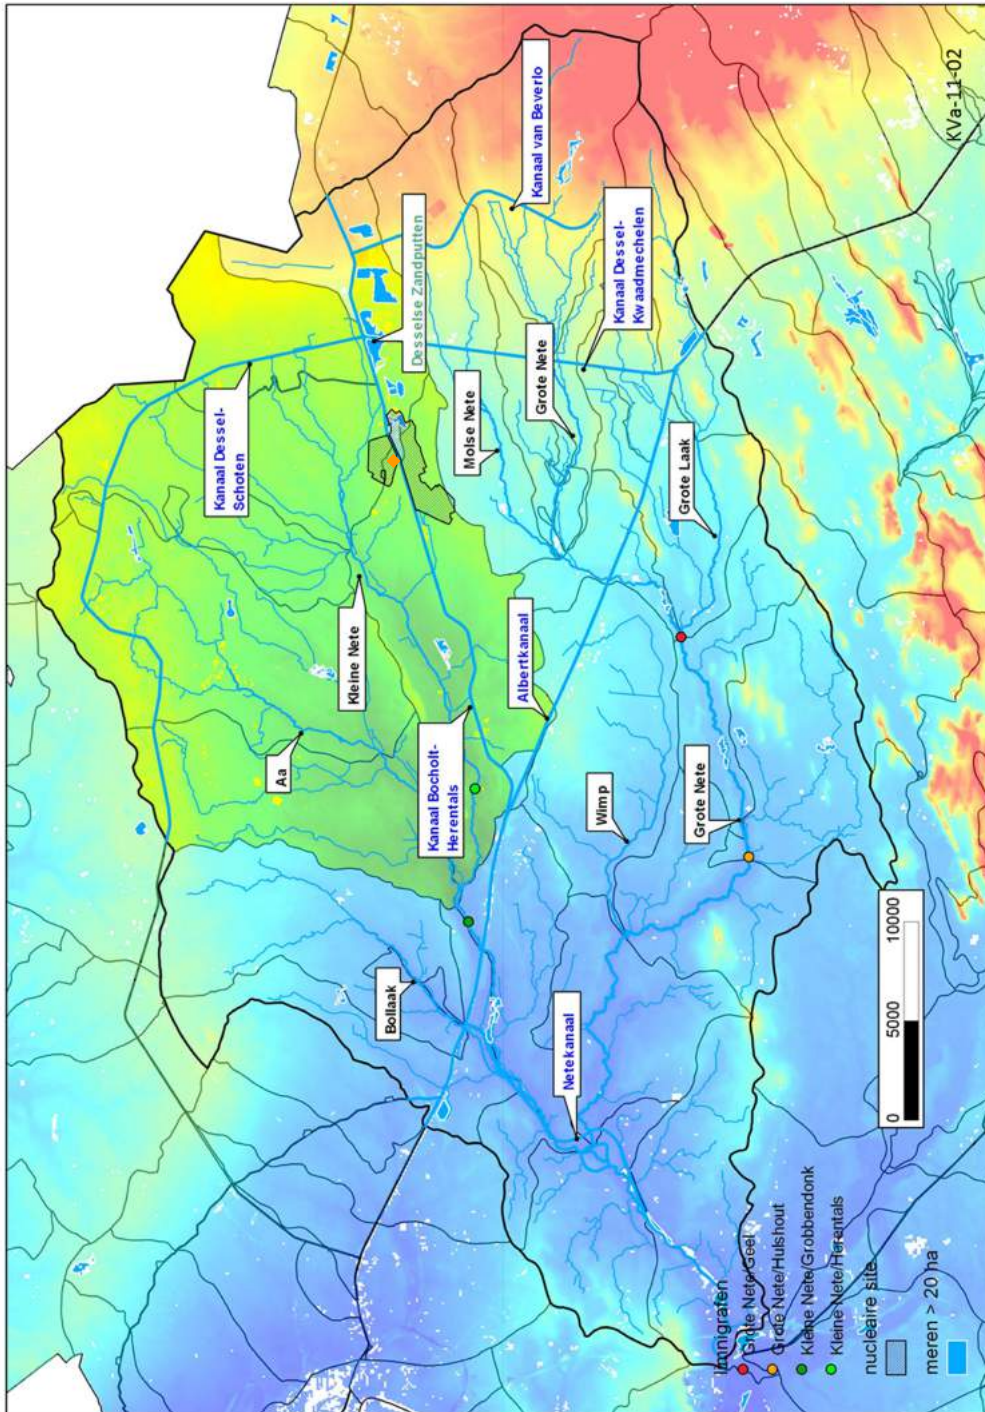 Kanaal Dessel-
Schoten
Aa
Kleine Nete
Desselse Zandputten
Kanaal van Beverlo
Bollaak
Kanaal Bocholt-
Herentals
Molse Nete
Albertkanaal
Grote Nete
Kanaal Dessel-
Kwaadmechelen
Netekanaal
Wimp
Grote Laak
Grote Nete
limnigrafen
Grote Nete/Geel
Grote Nete/Hulshout
Kleine Nete/Grobbendonk
Kleine Nete/Herentals
nucleaire site
meren > 20 ha
0
5000
10000
KVa-11-02